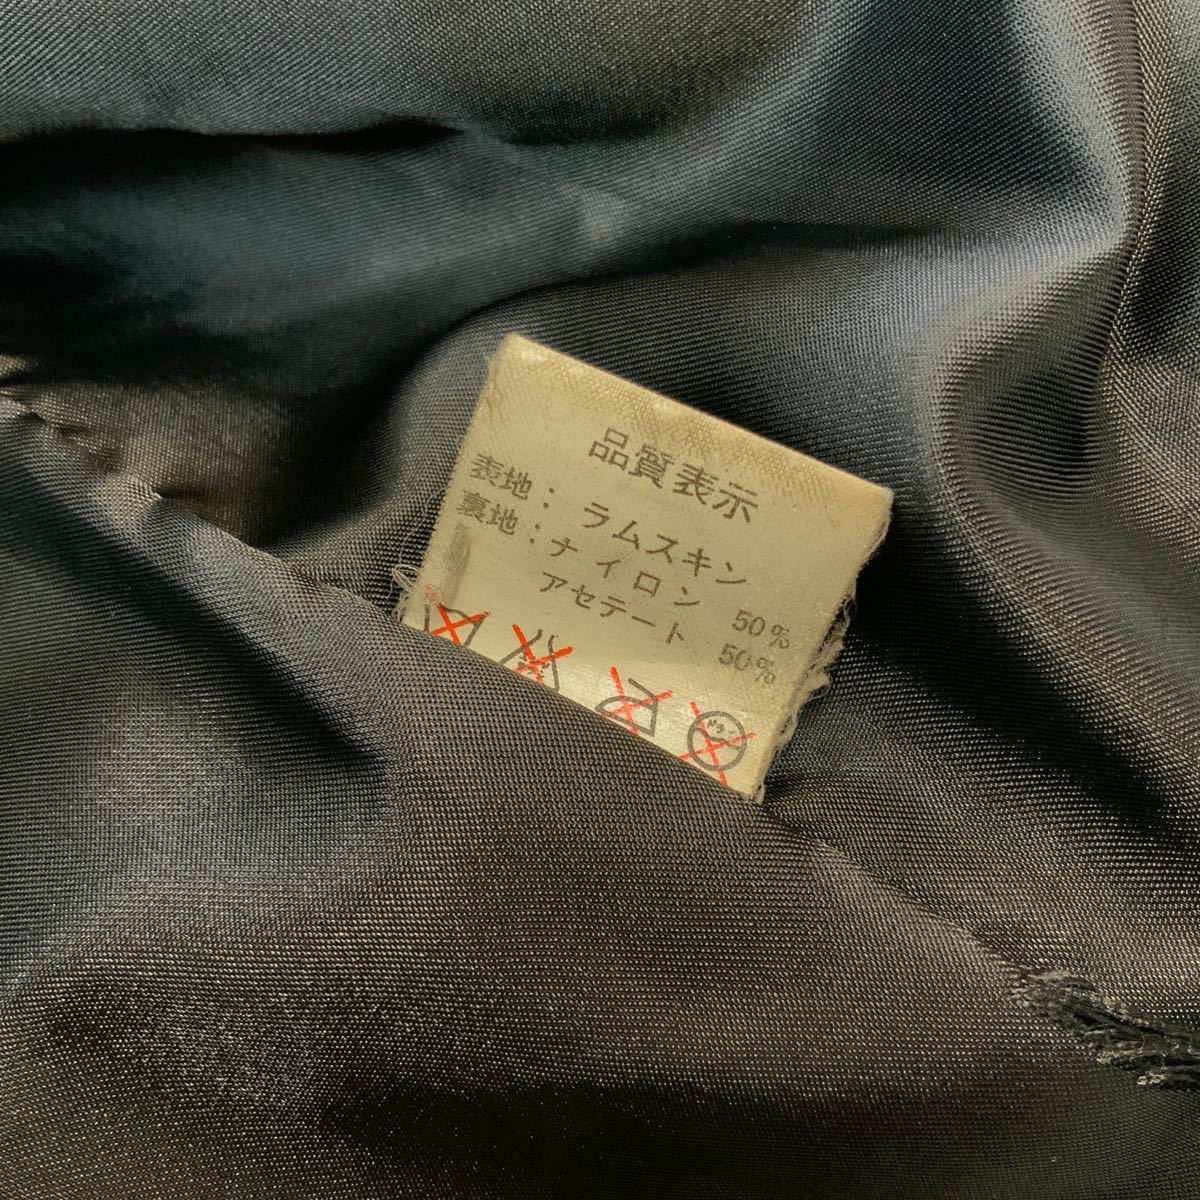 品質表示
表地： ラムスキン
裏地：ナイロン 50%
アセテート 50%